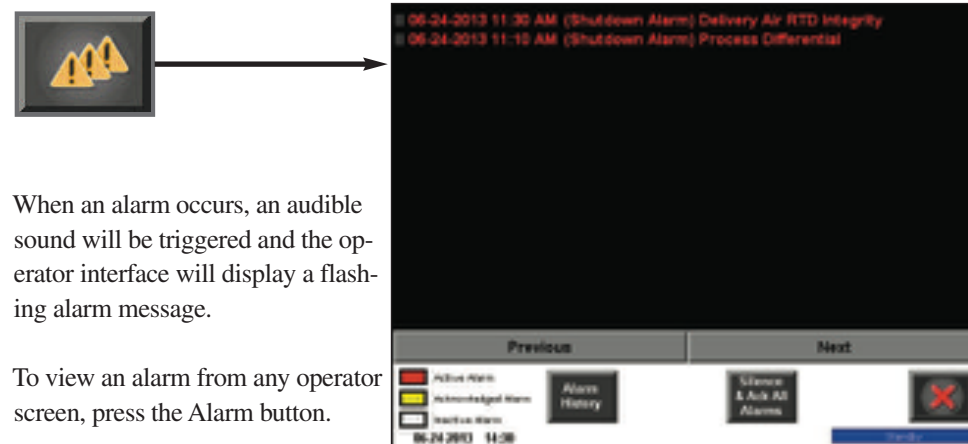 06-24-2013 11:30 AM (Shutdown Alarm) Delivery Air RTD Integrity
06-24-2013 11:10 AM (Shutdown Alarm) Process Differential
When an alarm occurs, an audible
sound will be triggered and the op-
erator interface will display a flash-
ing alarm message.
To view an alarm from any operator
screen, press the Alarm button.
Previous
Next
Active Alarm
Acknowledged Alarm
Inactive Alarm
Alarm
History
Silence
& Ack All
Alarms
06-24-2013 14:30